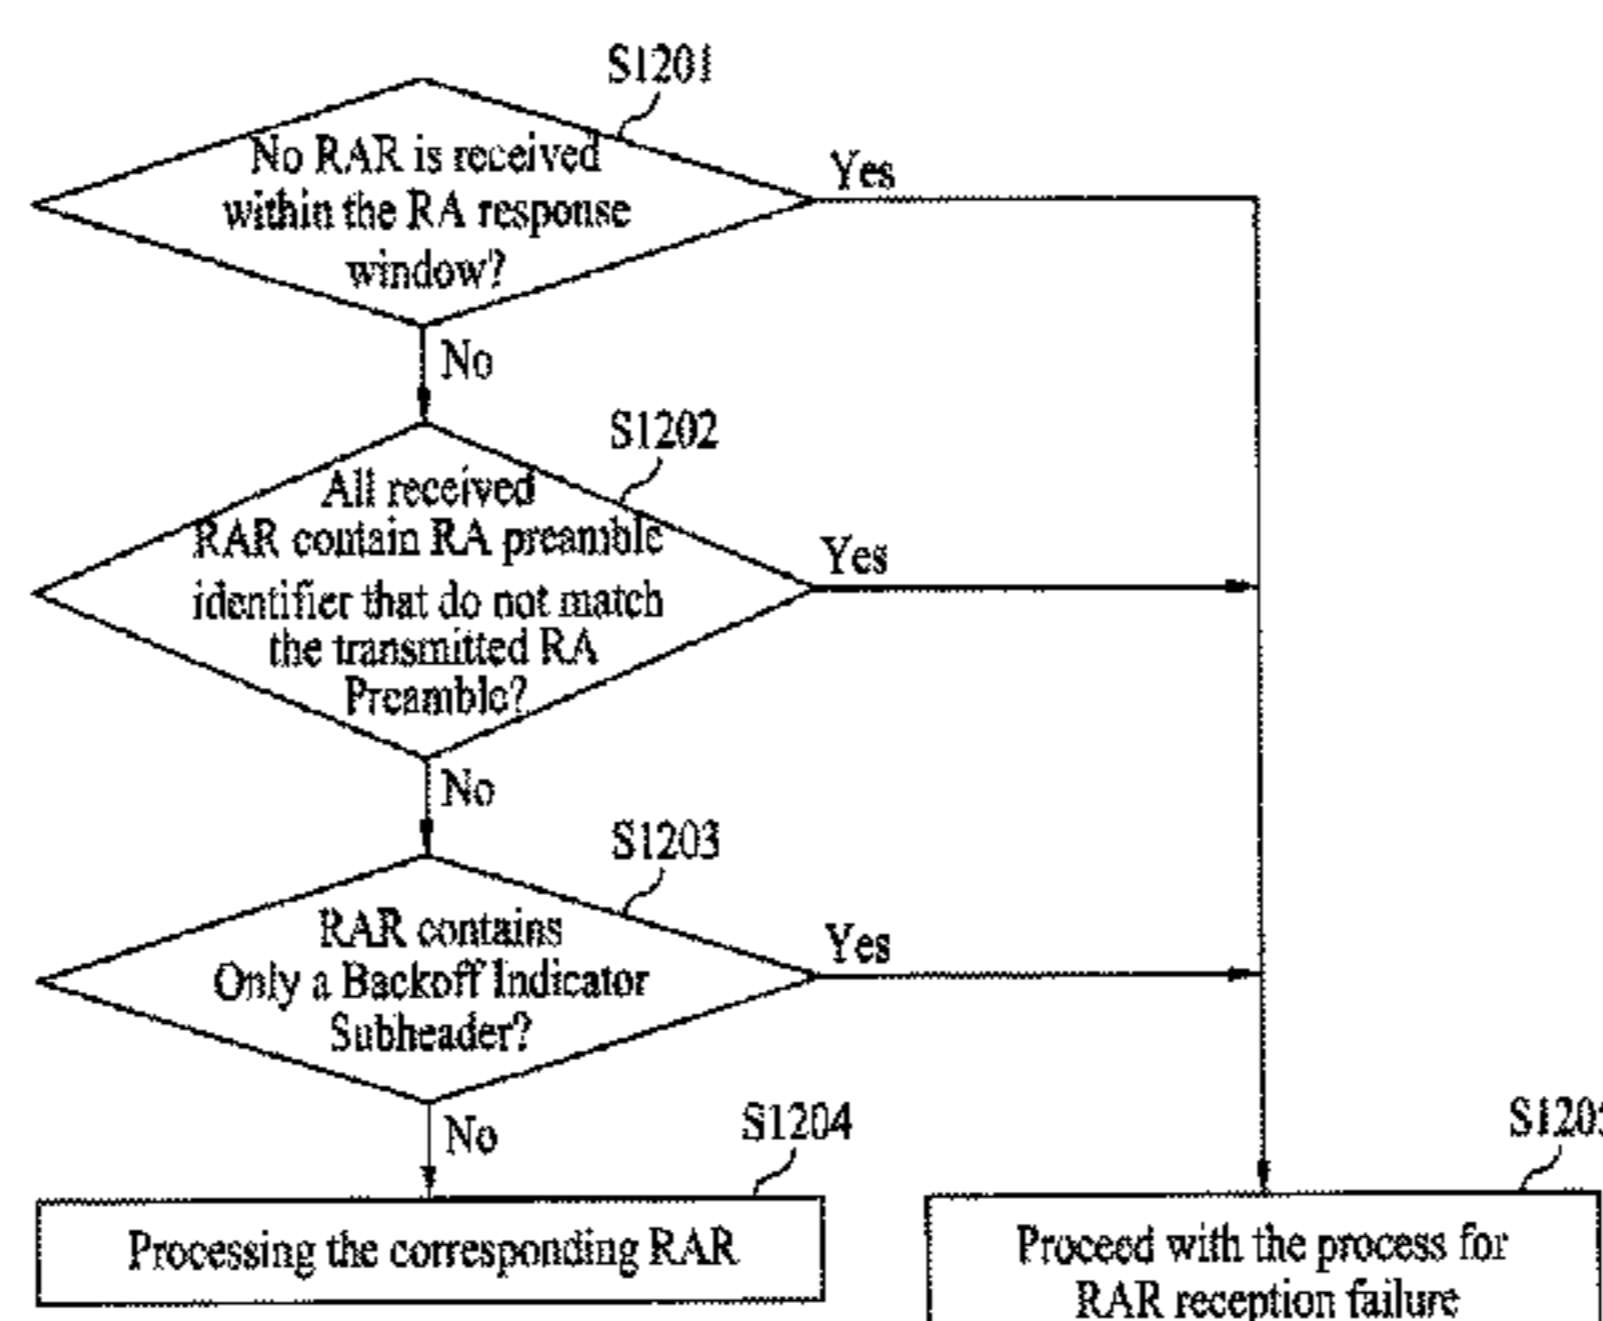 S1201
No RAR is received
within the RA response
window?
Yes
No
S1202
All received
RAR contain RA preamble
identifier that do not match
the transmitted RA
Preamble?
Yes
No
S1203
RAR contains
Only a Backoff Indicator
Subheader?
Yes
No
S1204
Processing the corresponding RAR
Proceed with the process for
RAR reception failure